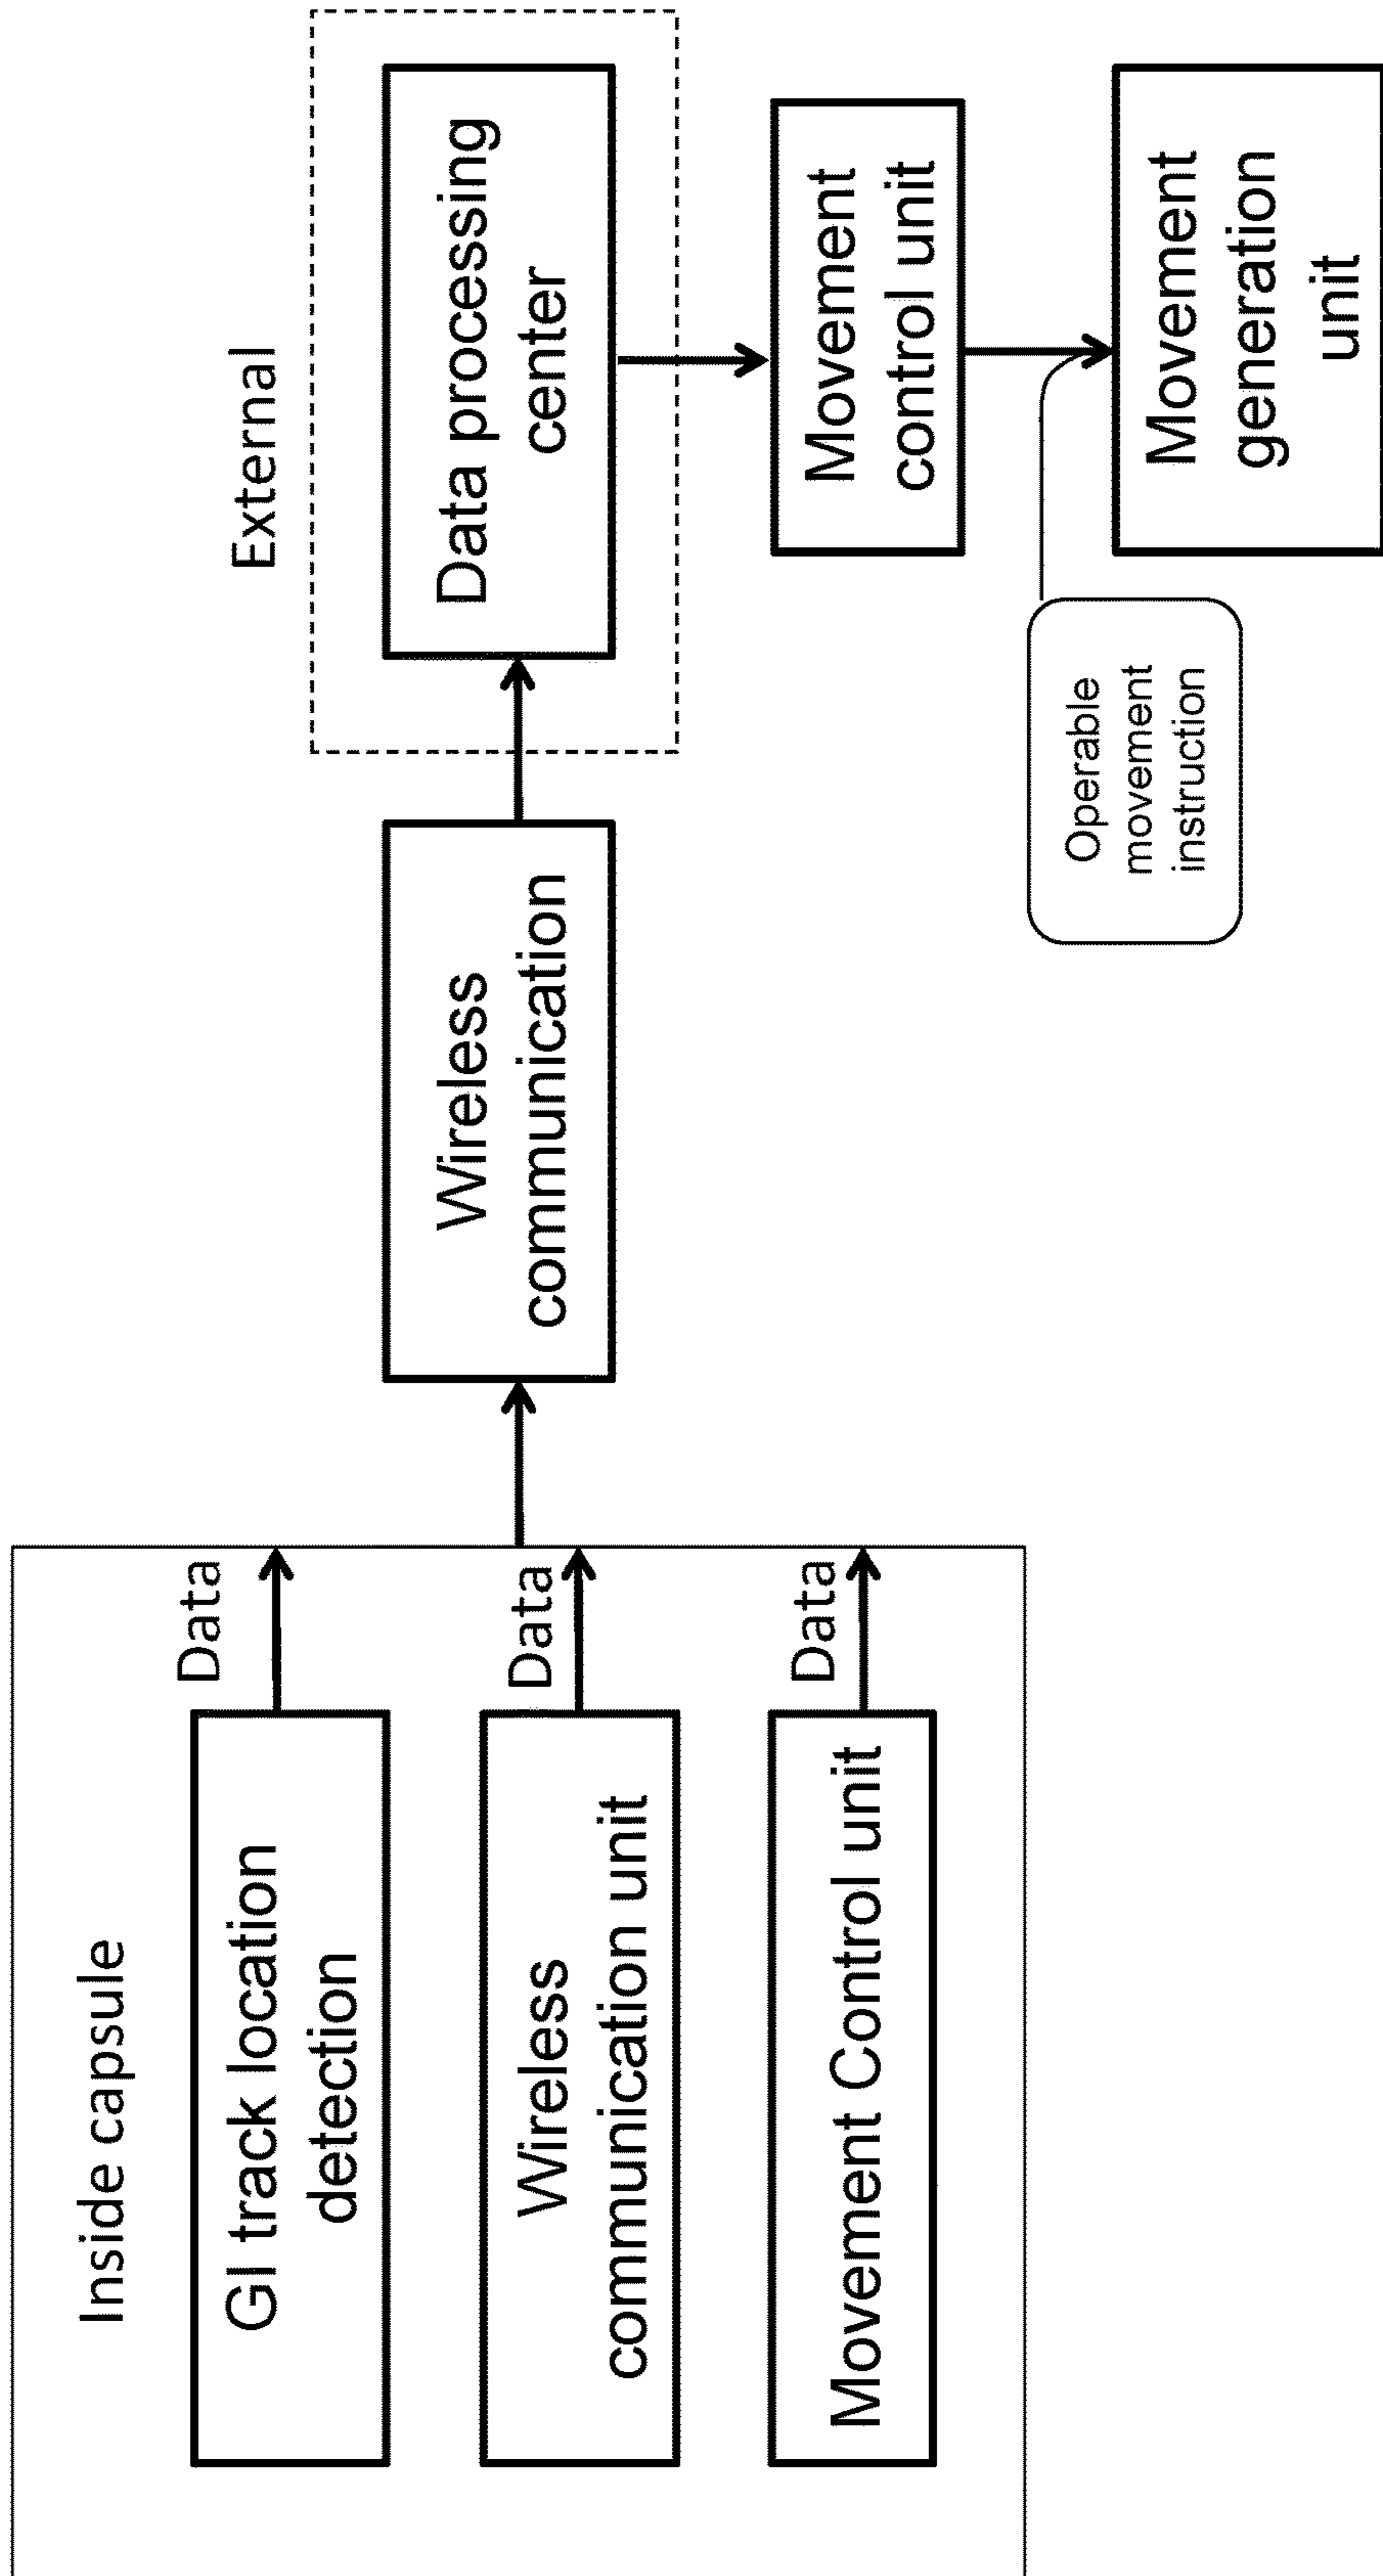 Inside capsule
GI track location
detection
Data
Wireless
communication unit
Data
Movement Control unit
Data
Wireless
communication
External
Data processing
center
Movement
control unit
Operable
movement
instruction
Movement
generation
unit